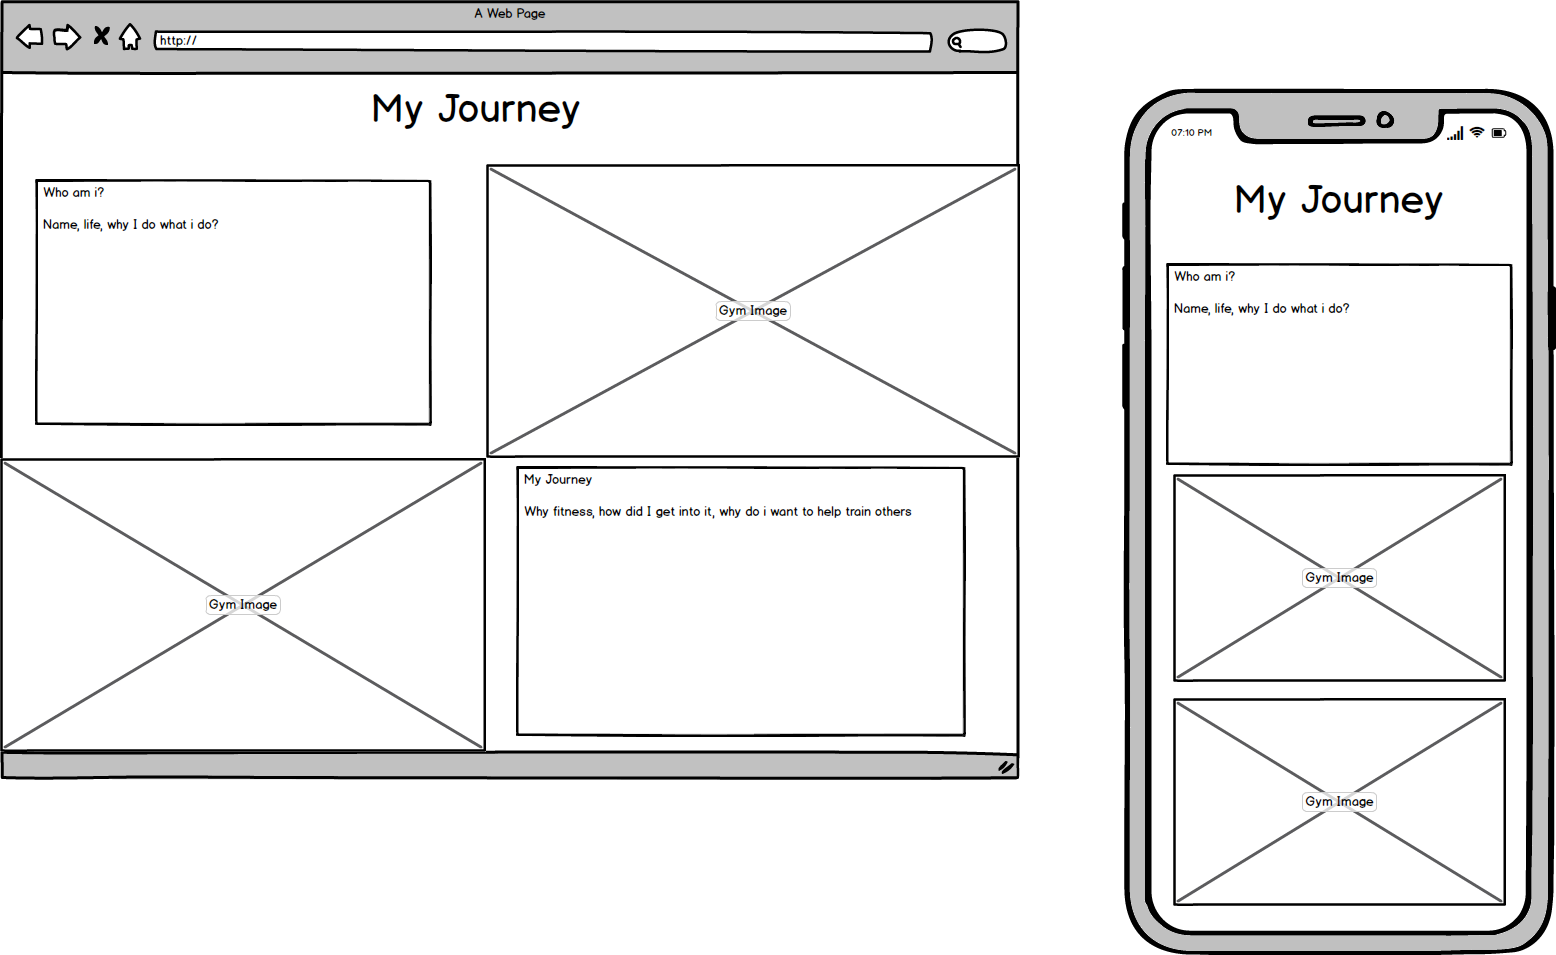 A Web Page
http://
My Journey
Who am i?
Name, life, why I do what i do?
Gym Image
Gym Image
My Journey
Why fitness, how did I get into it, why do i want to help train others
07:10 PM
My Journey
Who am i?
Name, life, why I do what i do?
Gym Image
Gym Image